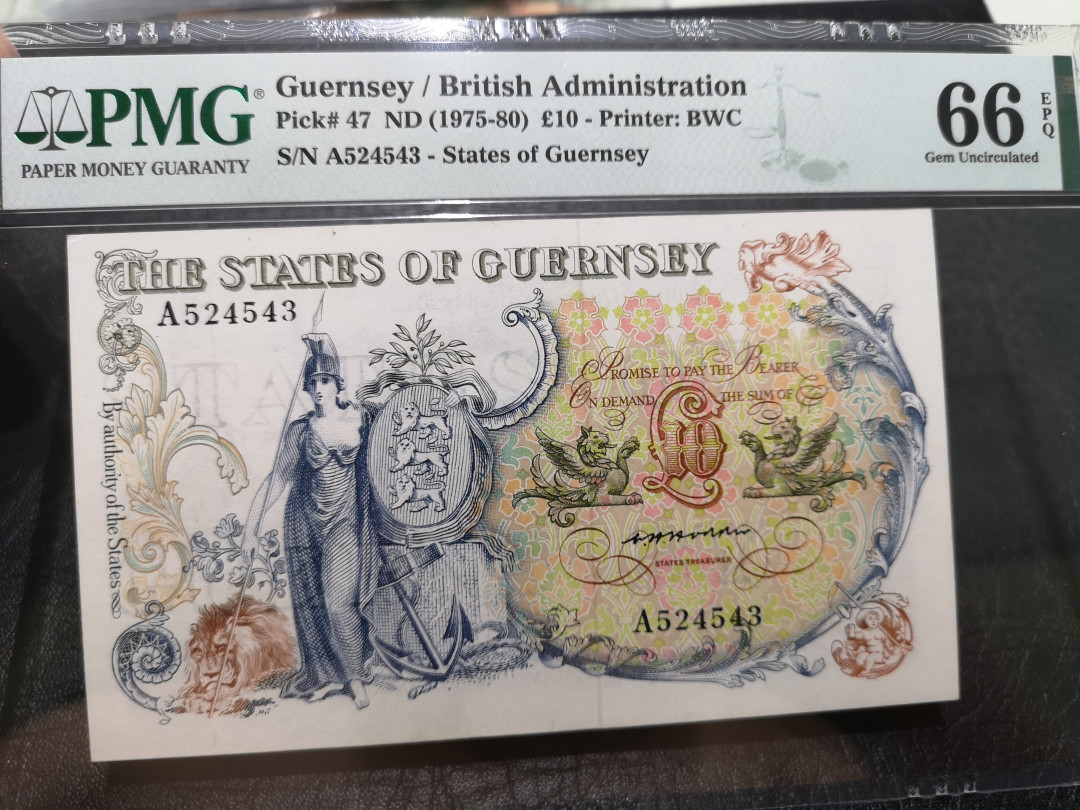 PMG®
PAPER MONEY GUARANTY
Guernsey / British Administration
Pick# 47 ND (1975-80) £10 - Printer: BWC
S/N A524543 - States of Guernsey
66 EPQ
Gem Uncirculated
THE STATES OF GUERNSEY
A524543
By authority of the States
I PROMISE TO PAY THE BEARER
ON DEMAND THE SUM OF
£10
STATES TREASURER
A524543